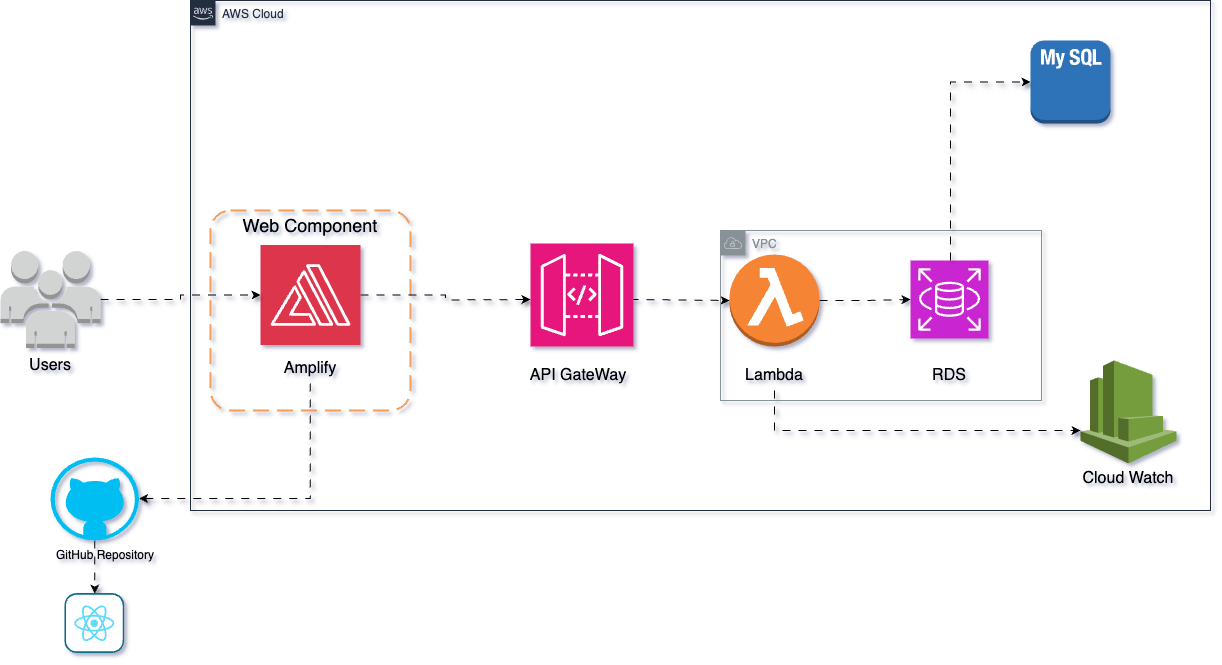 aws
AWS Cloud
My SQL
Web Component
VPC
</>
Users
Amplify
API GateWay
Lambda
RDS
Cloud Watch
GitHub Repository